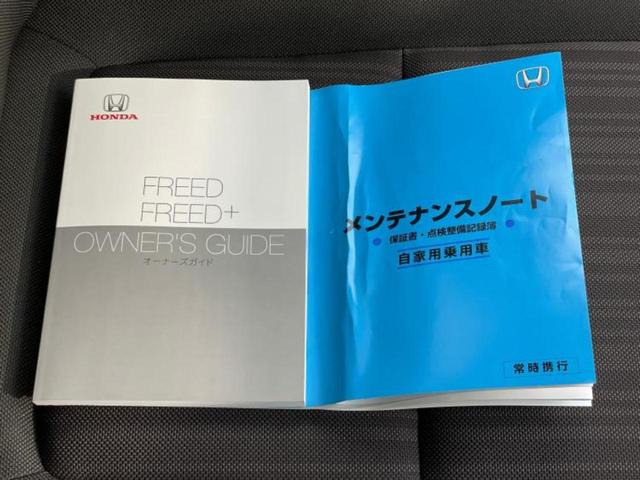 HONDA
FREED
FREED+
OWNER'S GUIDE
オーナーズガイド
メンテナンスノート
保証書・点検整備記録簿
自家用乗用車
常時携行